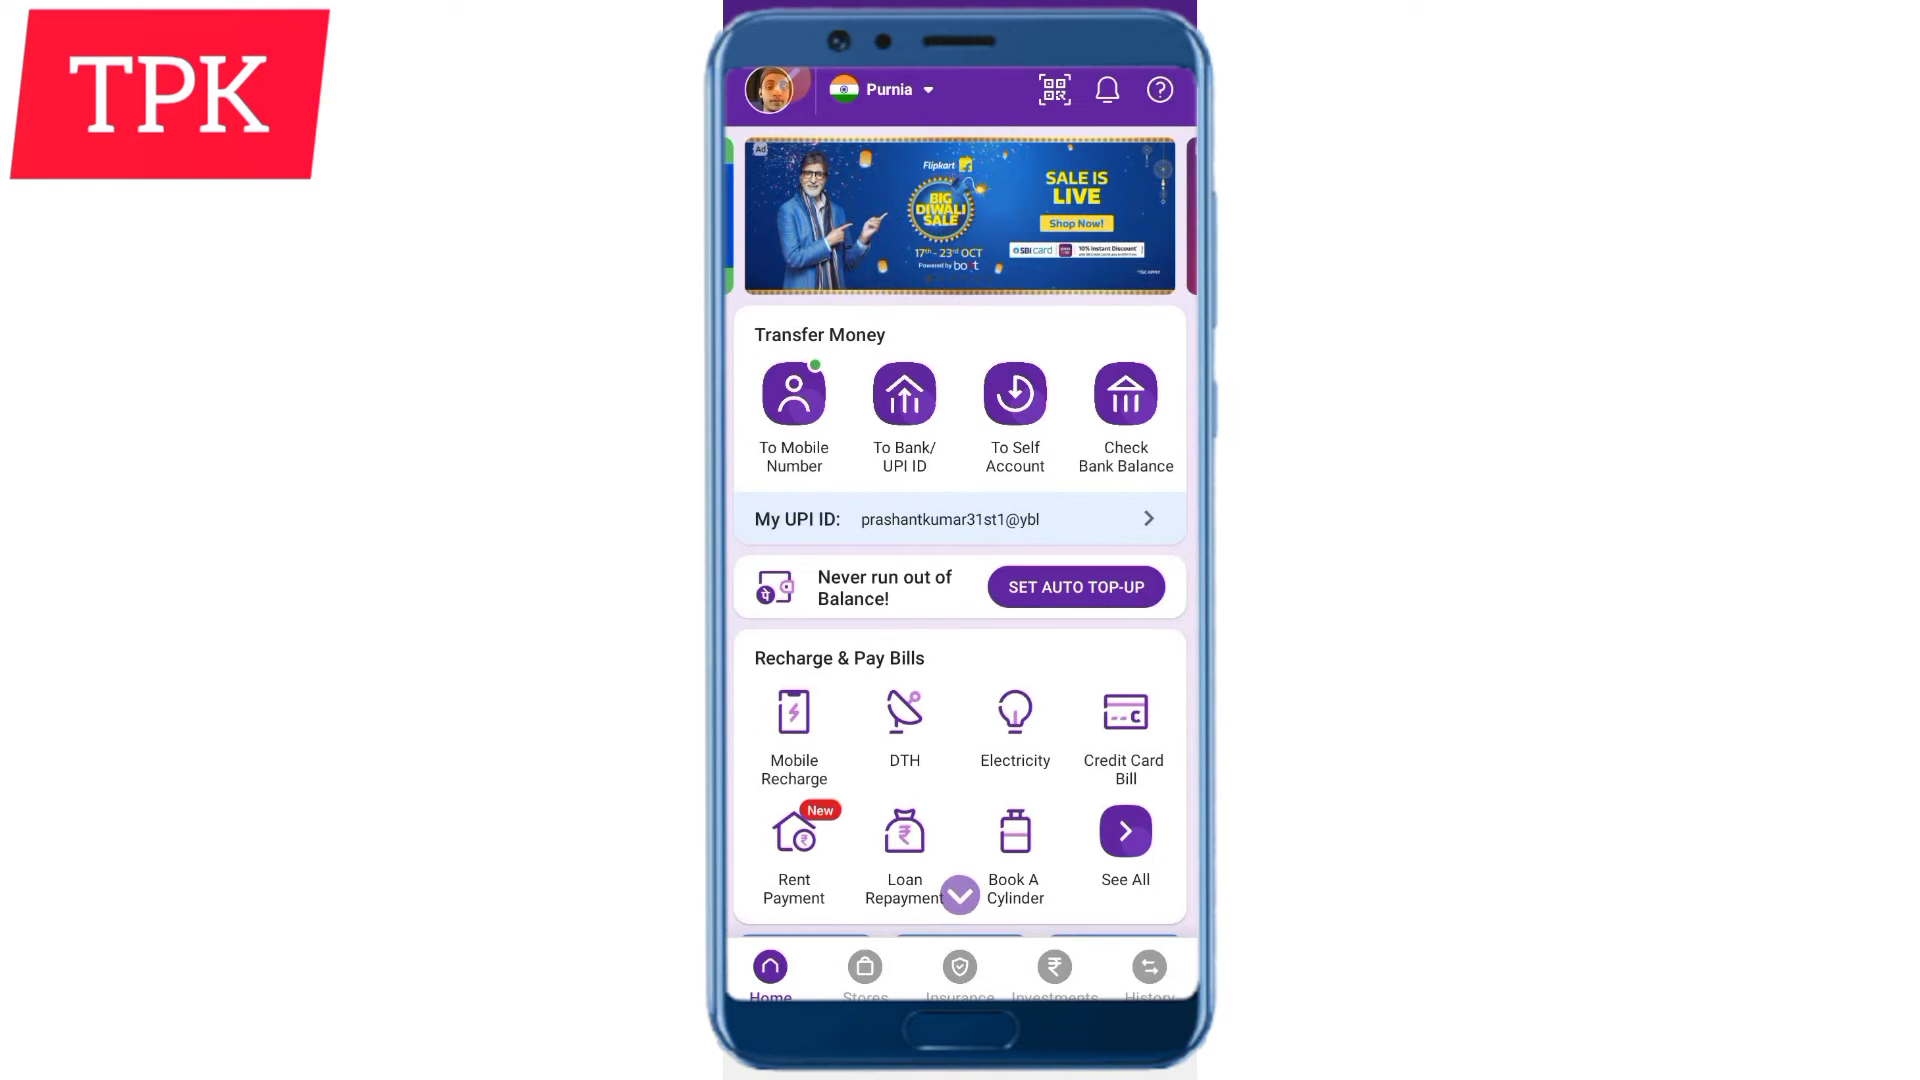 TPK
Purnia
Ad
Flipkart
BIG
DIWALI
SALE
17th - 23rd OCT
Powered by boAt
SALE IS
LIVE
Shop Now!
SBI card
10% Instant Discount*
Transfer Money
To Mobile
Number
To Bank/
UPI ID
To Self
Account
Check
Bank Balance
My UPI ID: prashantkumar31st1@ybl
पे
Never run out of
Balance!
SET AUTO TOP-UP
Recharge & Pay Bills
Mobile
Recharge
DTH
Electricity
Credit Card
Bill
New
Rent
Payment
Loan
Repayment
Book A
Cylinder
See All
Home
Stores
Insurance
Investments
History